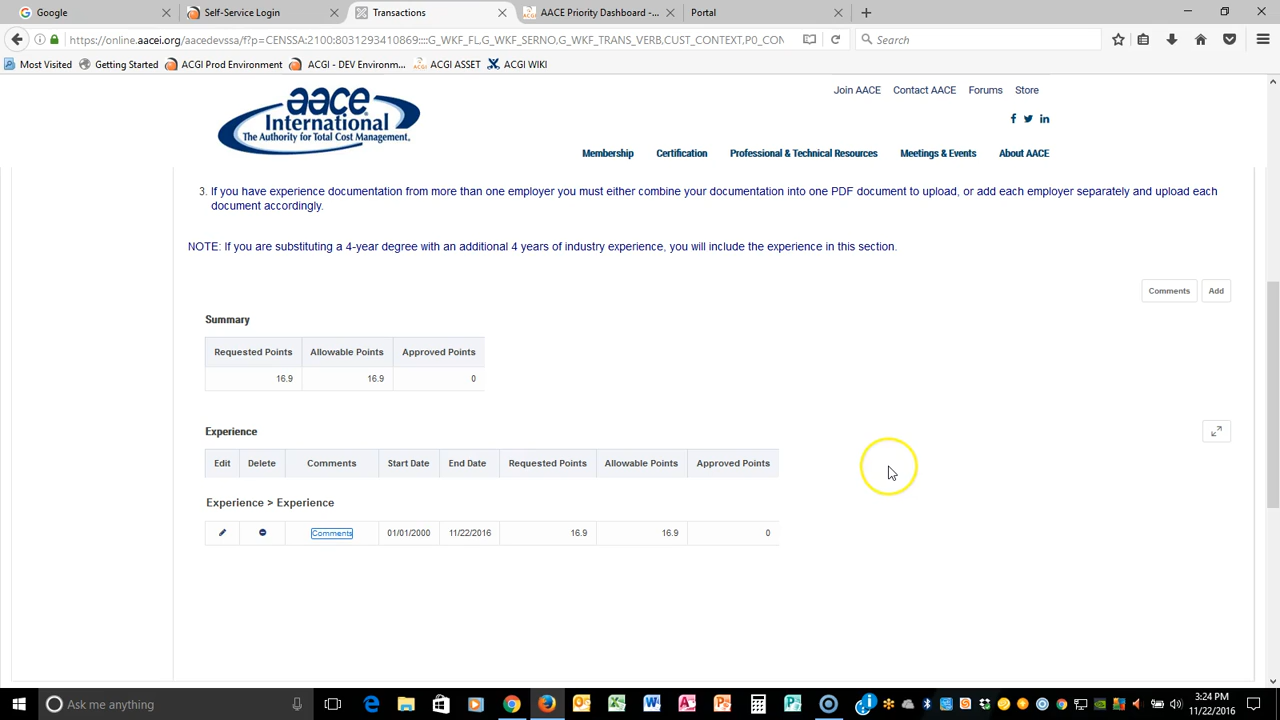 Google
Self-Service Login
Transactions
AACE Priority Dashboard - ...
Portal
https://online.aacei.org/aacedevssa/f?p=CENSSA:2100:8031293410869::::G_WKF_FL,G_WKF_SERNO,G_WKF_TRANS_VERB,CUST_CONTEXT,P0_CON
Search
Most Visited
Getting Started
ACGI Prod Environment
ACGI - DEV Environm...
ACGI ASSET
ACGI WIKI
aace
International
The Authority for Total Cost Management.
Join AACE Contact AACE Forums Store
Membership Certification Professional & Technical Resources Meetings & Events About AACE
3. If you have experience documentation from more than one employer you must either combine your documentation into one PDF document to upload, or add each employer separately and upload each
document accordingly.
NOTE: If you are substituting a 4-year degree with an additional 4 years of industry experience, you will include the experience in this section.
Comments Add
Summary
Requested Points Allowable Points Approved Points
16.9 16.9 0
Experience
Edit Delete Comments Start Date End Date Requested Points Allowable Points Approved Points
Experience > Experience
Comments 01/01/2000 11/22/2016 16.9 16.9 0
Ask me anything
3:24 PM
11/22/2016